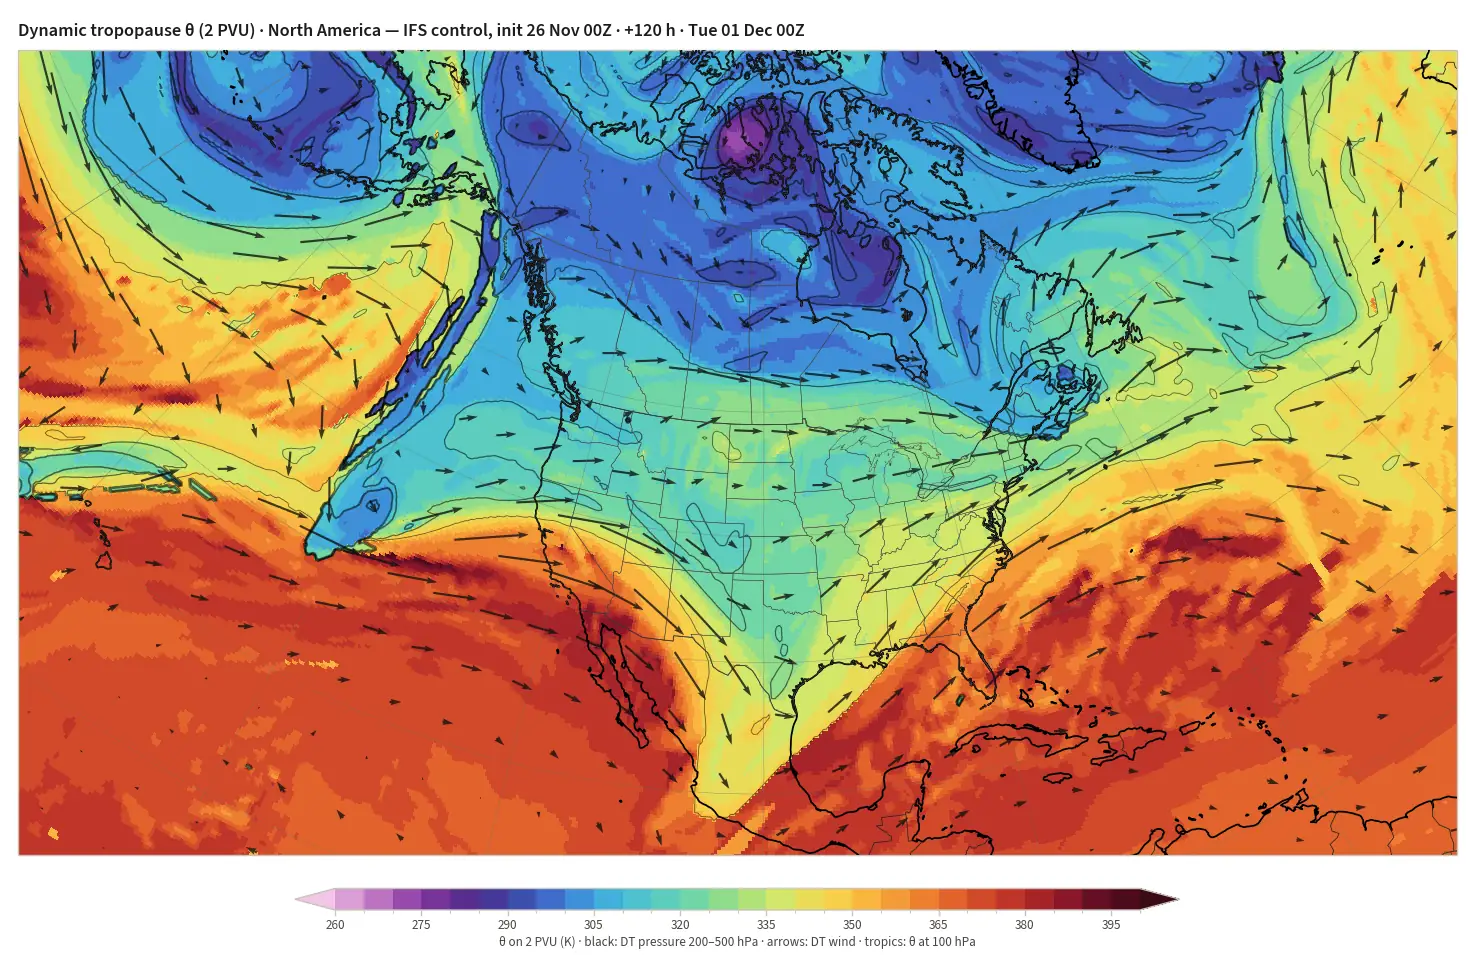 Dynamic tropopause θ (2 PVU) · North America — IFS control, init 26 Nov 00Z · +120 h · Tue 01 Dec 00Z
260 275 290 305 320 335 350 365 380 395
θ on 2 PVU (K) · black: DT pressure 200–500 hPa · arrows: DT wind · tropics: θ at 100 hPa